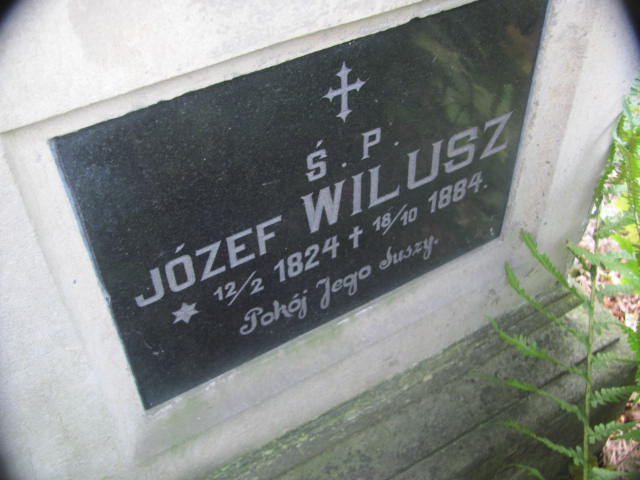 Ś. P.
JÓZEF WILUSZ
* 12/2 1824 † 18/10 1884.
Pokój Jego duszy.